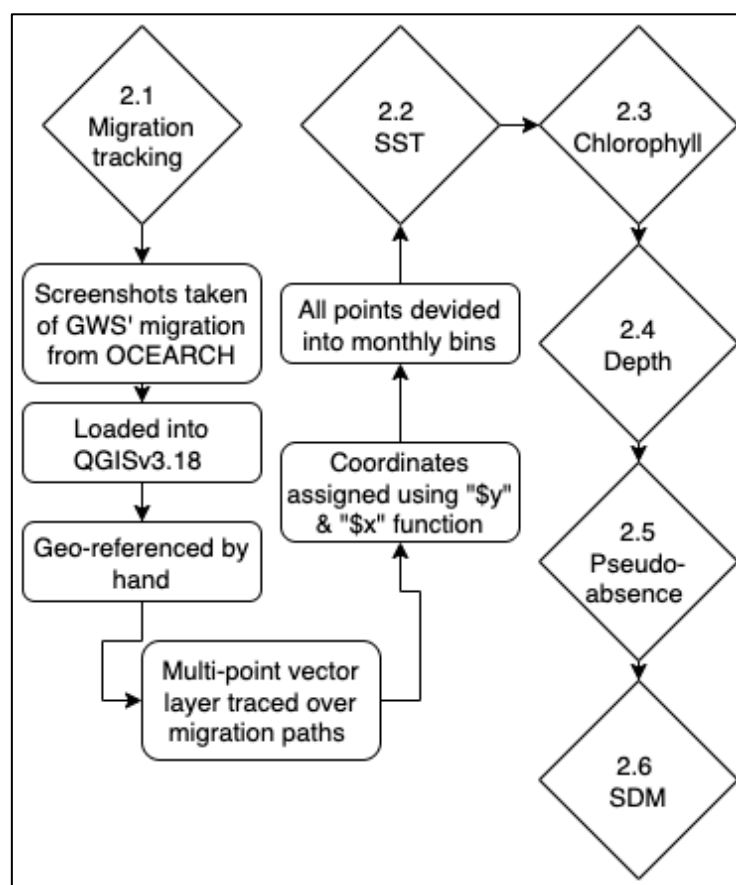 2.1
Migration
tracking
Screenshots taken
of GWS' migration
from OCEARCH
Loaded into
QGISv3.18
Geo-referenced by
hand
Multi-point vector
layer traced over
migration paths
Coordinates
assigned using "$y"
& "$x" function
All points devided
into monthly bins
2.2
SST
2.3
Chlorophyll
2.4
Depth
2.5
Pseudo-
absence
2.6
SDM